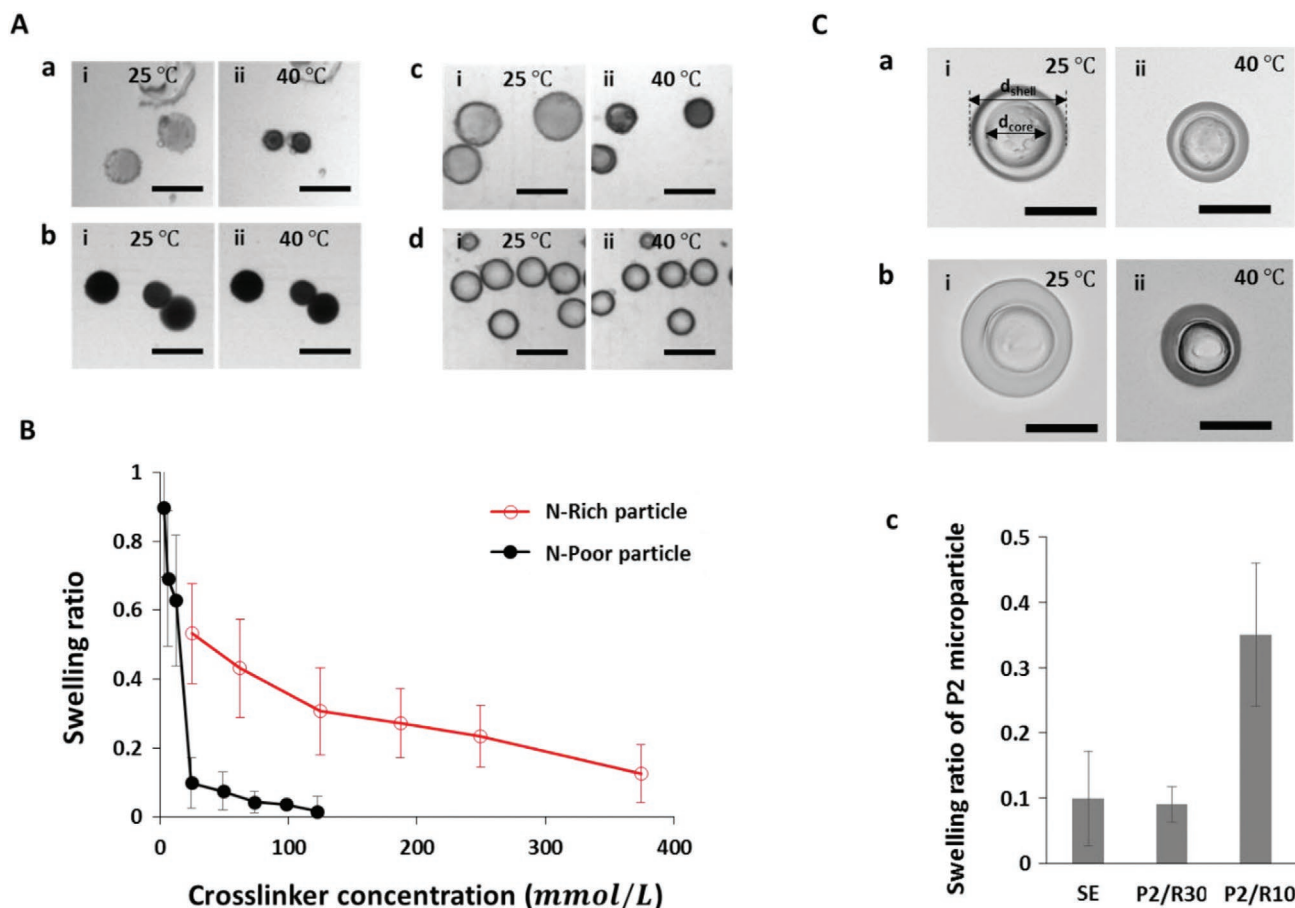 A
a
i
25 °C
ii
40 °C
c
i
25 °C
ii
40 °C
b
i
25 °C
ii
40 °C
d
i
25 °C
ii
40 °C
B
1
0.8
0.6
0.4
0.2
0
0
100
200
300
400
Swelling ratio
Crosslinker concentration (mmol/L)
N-Rich particle
N-Poor particle
C
a
i
25 °C
d_shell
d_core
ii
40 °C
b
i
25 °C
ii
40 °C
c
Swelling ratio of P2 microparticle
0.5
0.4
0.3
0.2
0.1
0
SE
P2/R30
P2/R10